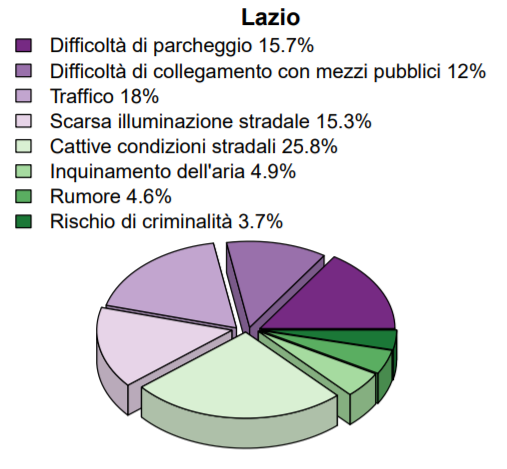 Lazio
Difficoltà di parcheggio 15.7%
Difficoltà di collegamento con mezzi pubblici 12%
Traffico 18%
Scarsa illuminazione stradale 15.3%
Cattive condizioni stradali 25.8%
Inquinamento dell'aria 4.9%
Rumore 4.6%
Rischio di criminalità 3.7%